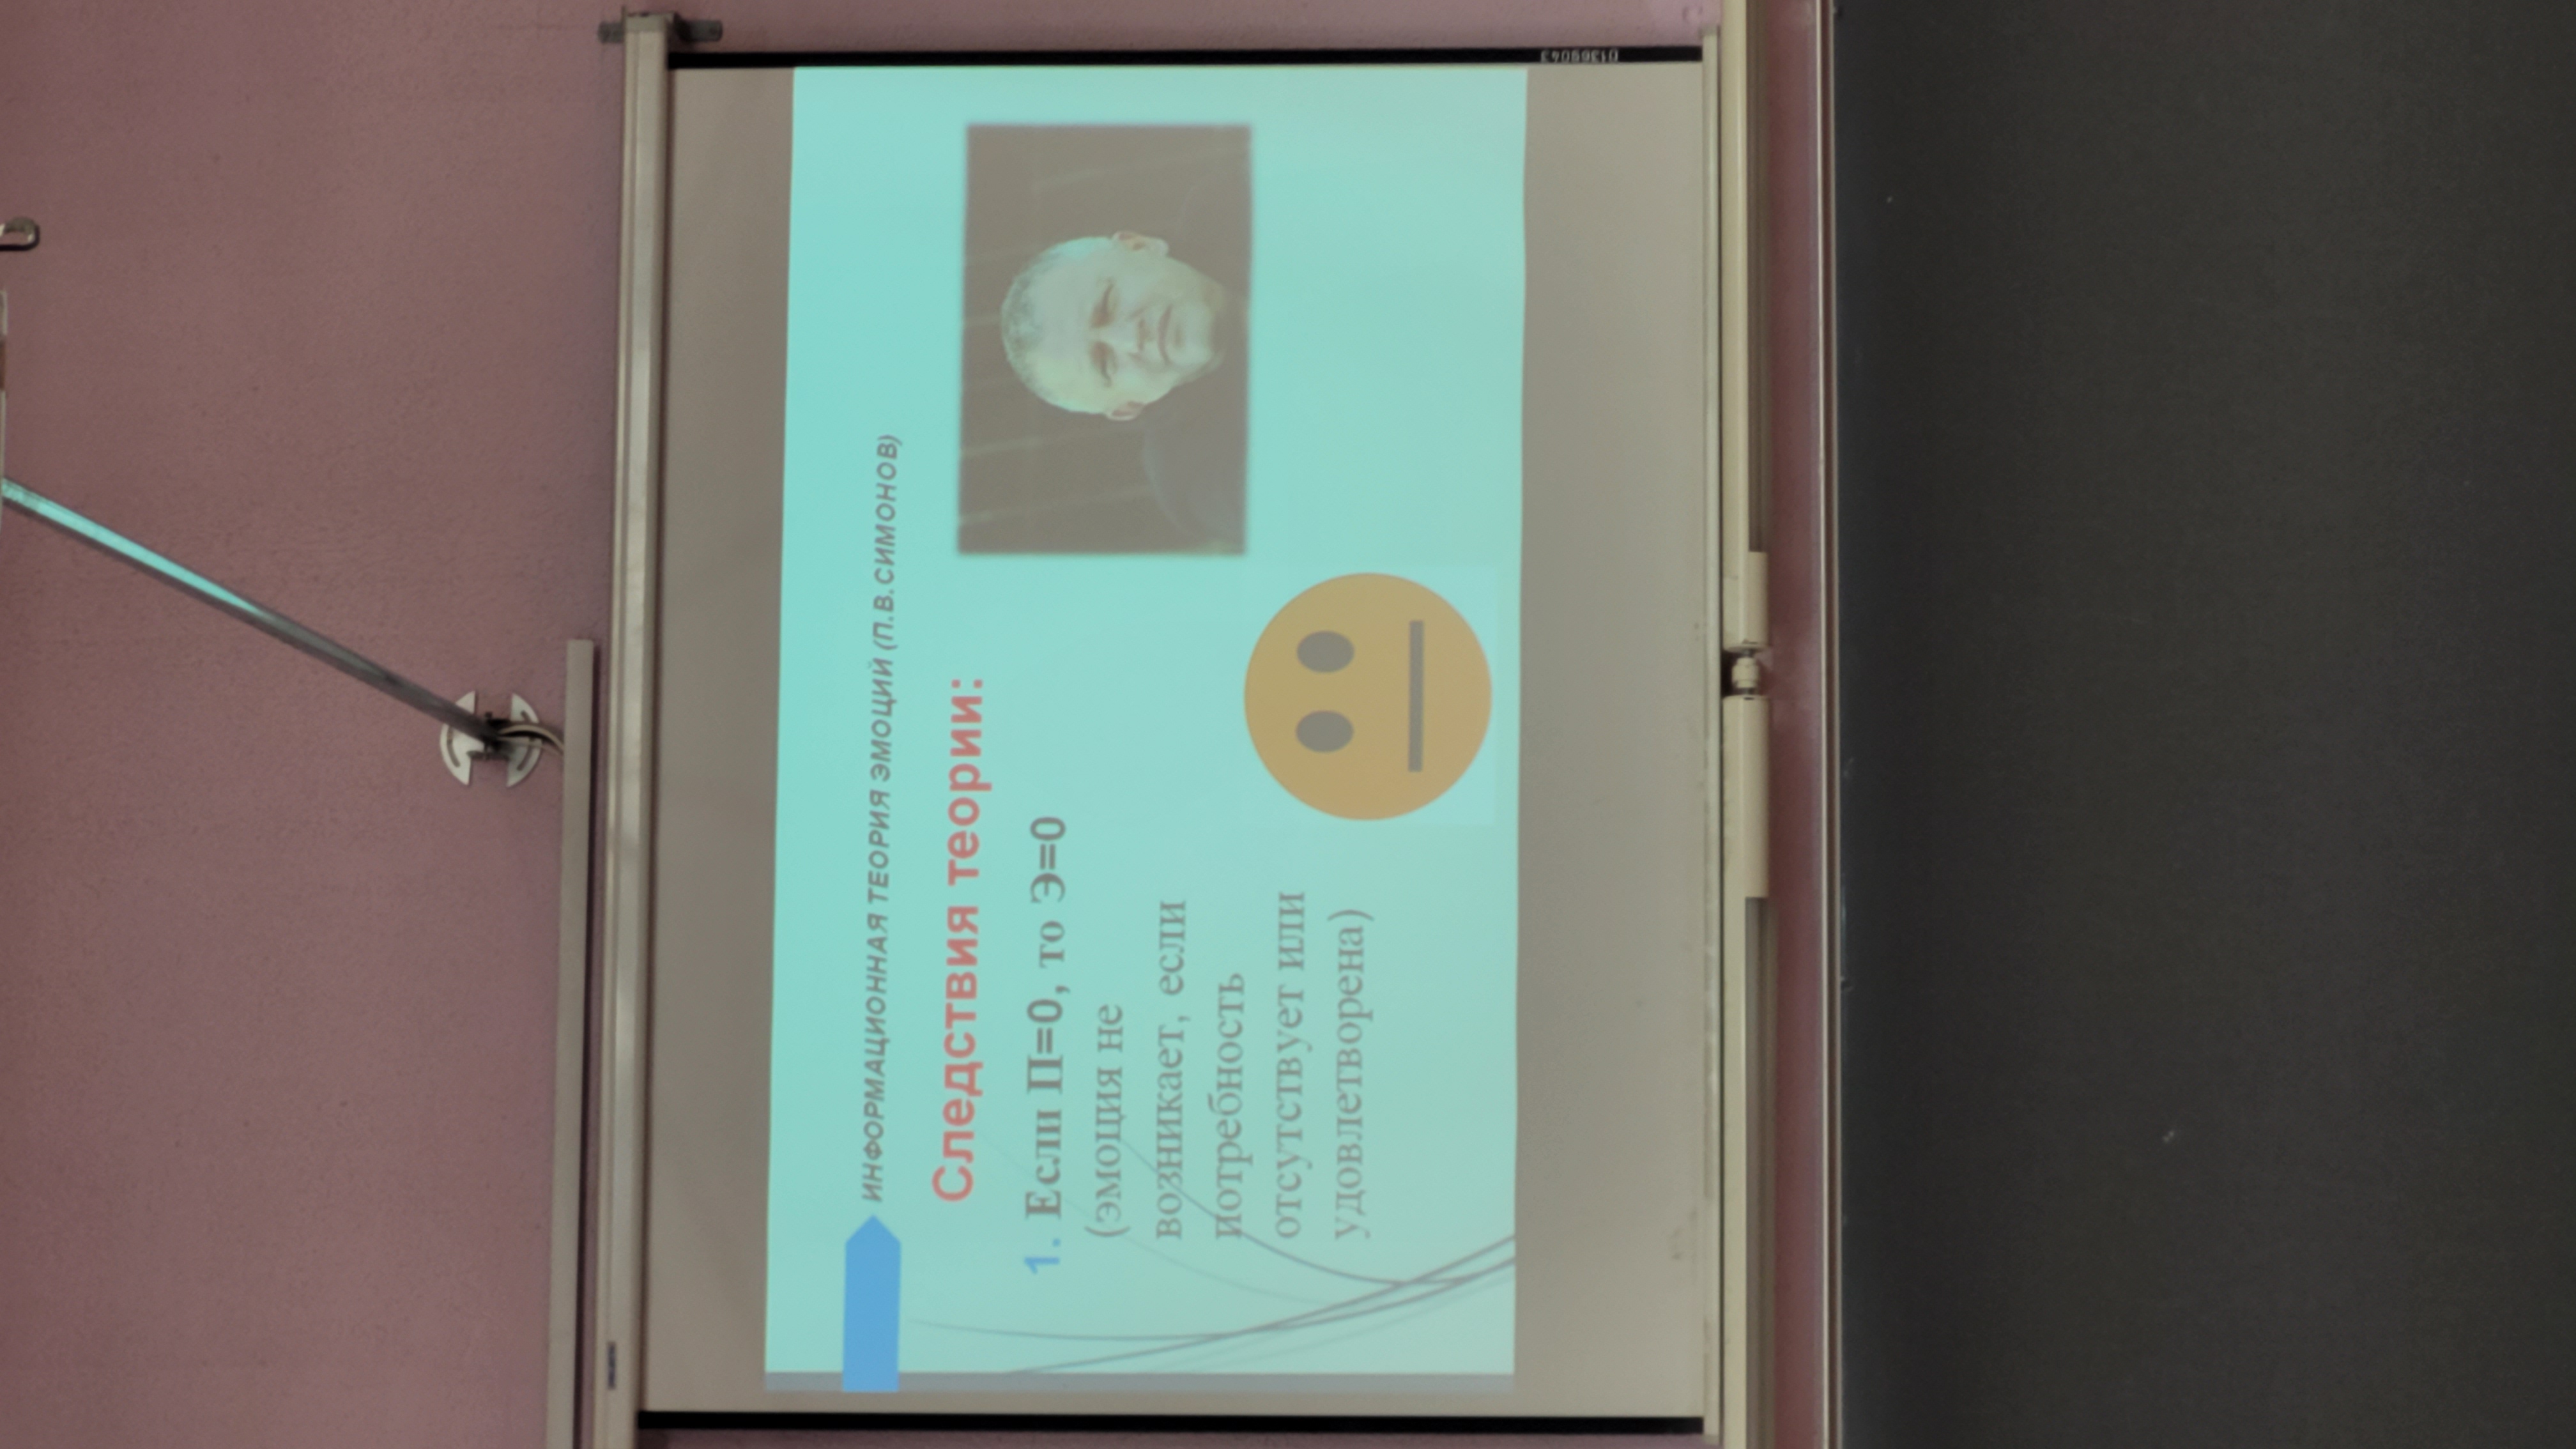 ИНФОРМАЦИОННАЯ ТЕОРИЯ ЭМОЦИЙ (П.В.СИМОНОВ)
Следствия теории:
1. Если П=0, то Э=0
(эмоция не
возникает, если
потребность
отсутствует или
удовлетворена)
01369043